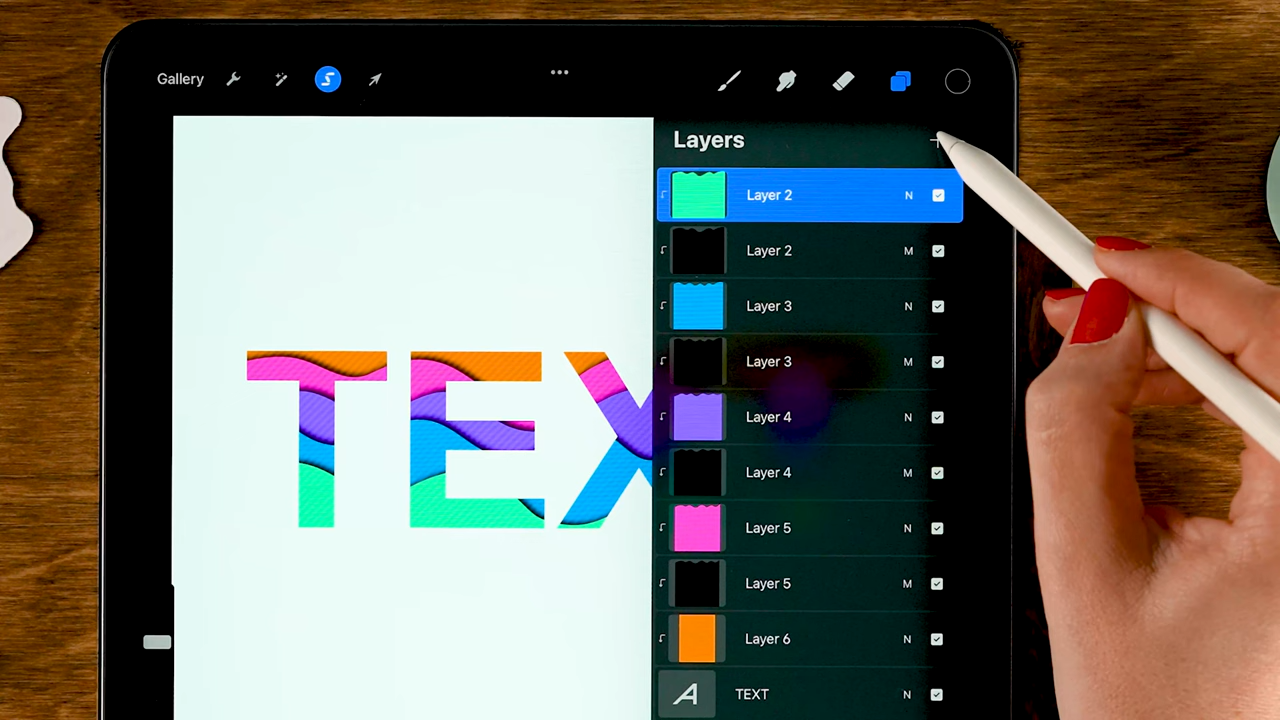 Gallery
Layers
Layer 2 N
Layer 2 M
Layer 3 N
Layer 3 M
Layer 4 N
Layer 4 M
Layer 5 N
Layer 5 M
Layer 6 N
A TEXT N
TEX